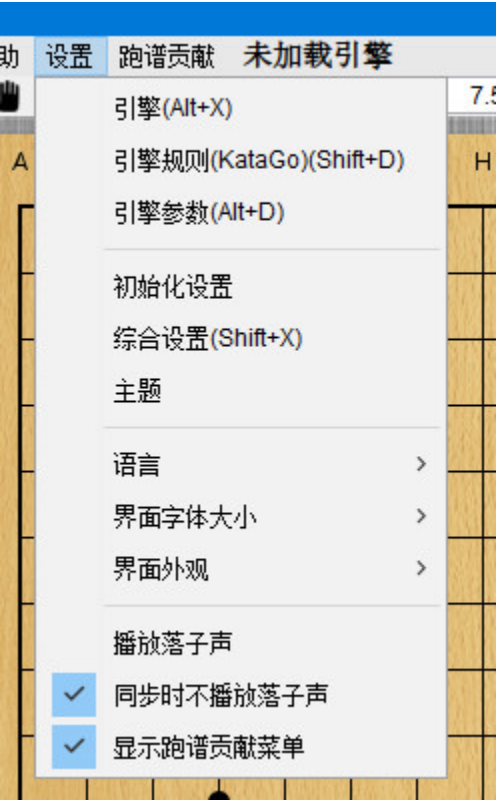 助 设置 跑谱贡献 未加载引擎
7.5
引擎(Alt+X)
A 引擎规则(KataGo)(Shift+D) H
引擎参数(Alt+D)
初始化设置
综合设置(Shift+X)
主题
语言
界面字体大小
界面外观
播放落子声
同步时不播放落子声
显示跑谱贡献菜单